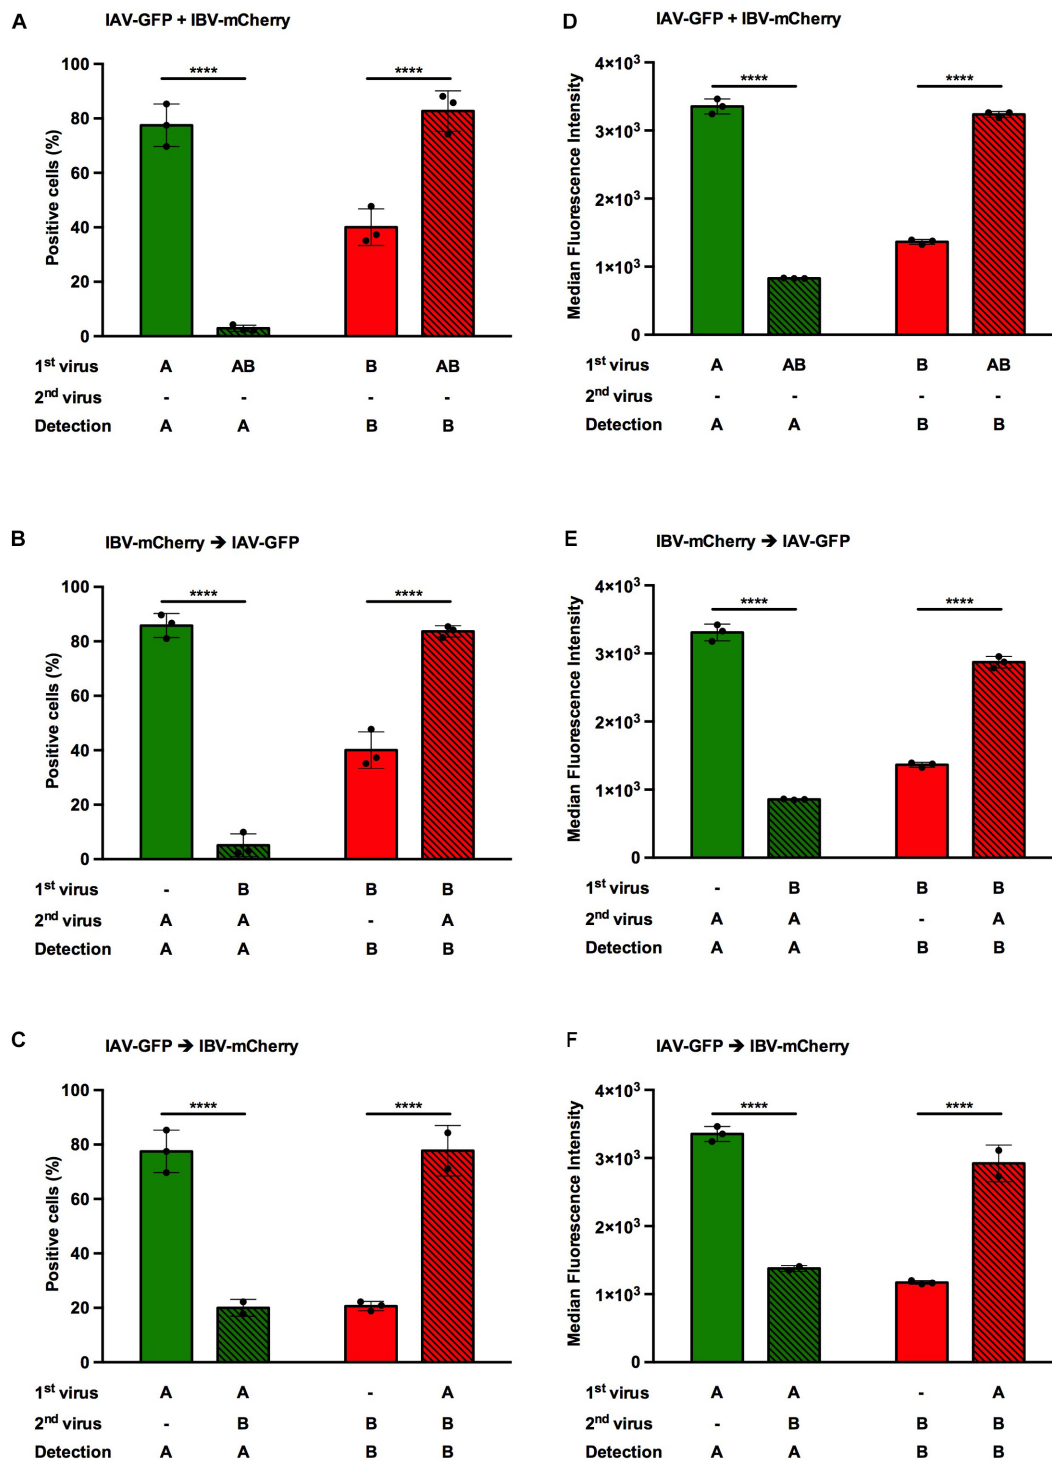 A
IAV-GFP + IBV-mCherry
Positive cells (%)
100
80
60
40
20
0
****
****
1st virus A AB B AB
2nd virus - - - -
Detection A A B B
D
IAV-GFP + IBV-mCherry
Median Fluorescence Intensity
4×10³
3×10³
2×10³
1×10³
0
****
****
1st virus A AB B AB
2nd virus - - - -
Detection A A B B
B
IBV-mCherry ➔ IAV-GFP
Positive cells (%)
100
80
60
40
20
0
****
****
1st virus - B B B
2nd virus A A - A
Detection A A B B
E
IBV-mCherry ➔ IAV-GFP
Median Fluorescence Intensity
4×10³
3×10³
2×10³
1×10³
0
****
****
1st virus - B B B
2nd virus A A - A
Detection A A B B
C
IAV-GFP ➔ IBV-mCherry
Positive cells (%)
100
80
60
40
20
0
****
****
1st virus A A - A
2nd virus - B B B
Detection A A B B
F
IAV-GFP ➔ IBV-mCherry
Median Fluorescence Intensity
4×10³
3×10³
2×10³
1×10³
0
****
****
1st virus A A - A
2nd virus - B B B
Detection A A B B